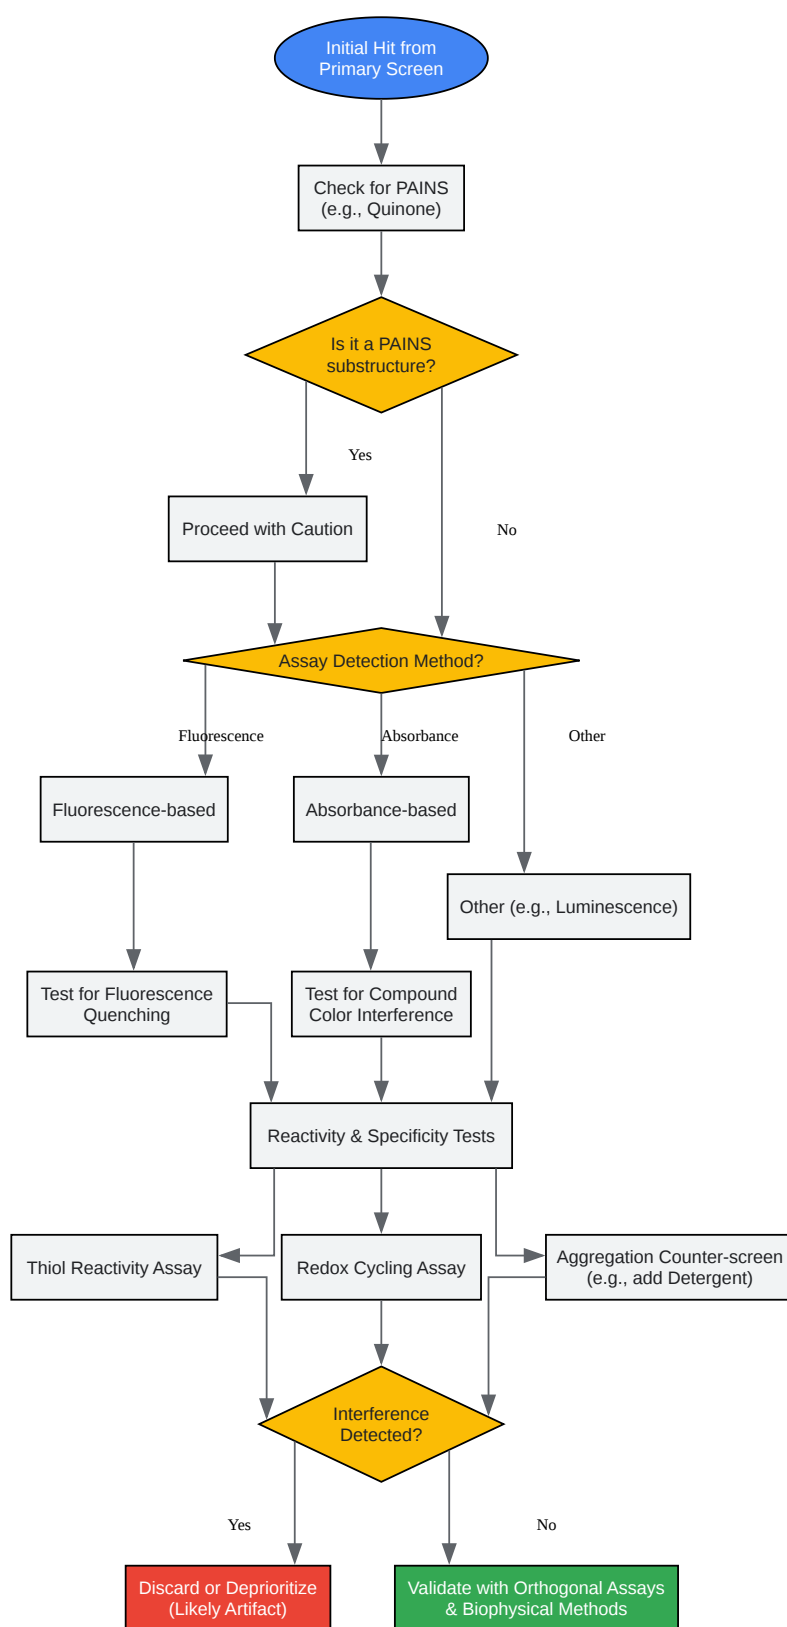 Initial Hit from
Primary Screen
Check for PAINS
(e.g., Quinone)
Is it a PAINS
substructure?
Yes
Proceed with Caution
No
Assay Detection Method?
Fluorescence
Absorbance
Other
Fluorescence-based
Absorbance-based
Other (e.g., Luminescence)
Test for Fluorescence
Quenching
Test for Compound
Color Interference
Reactivity & Specificity Tests
Thiol Reactivity Assay
Redox Cycling Assay
Aggregation Counter-screen
(e.g., add Detergent)
Interference
Detected?
Yes
No
Discard or Deprioritize
(Likely Artifact)
Validate with Orthogonal Assays
& Biophysical Methods